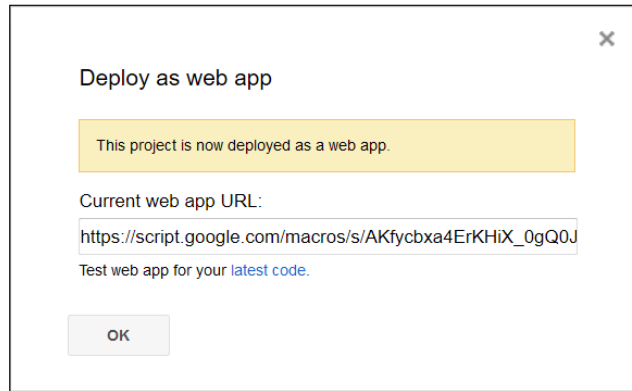 Deploy as web app
This project is now deployed as a web app.
Current web app URL:
https://script.google.com/macros/s/AKfycbxa4ErKHiX_0gQ0J
Test web app for your latest code.
OK